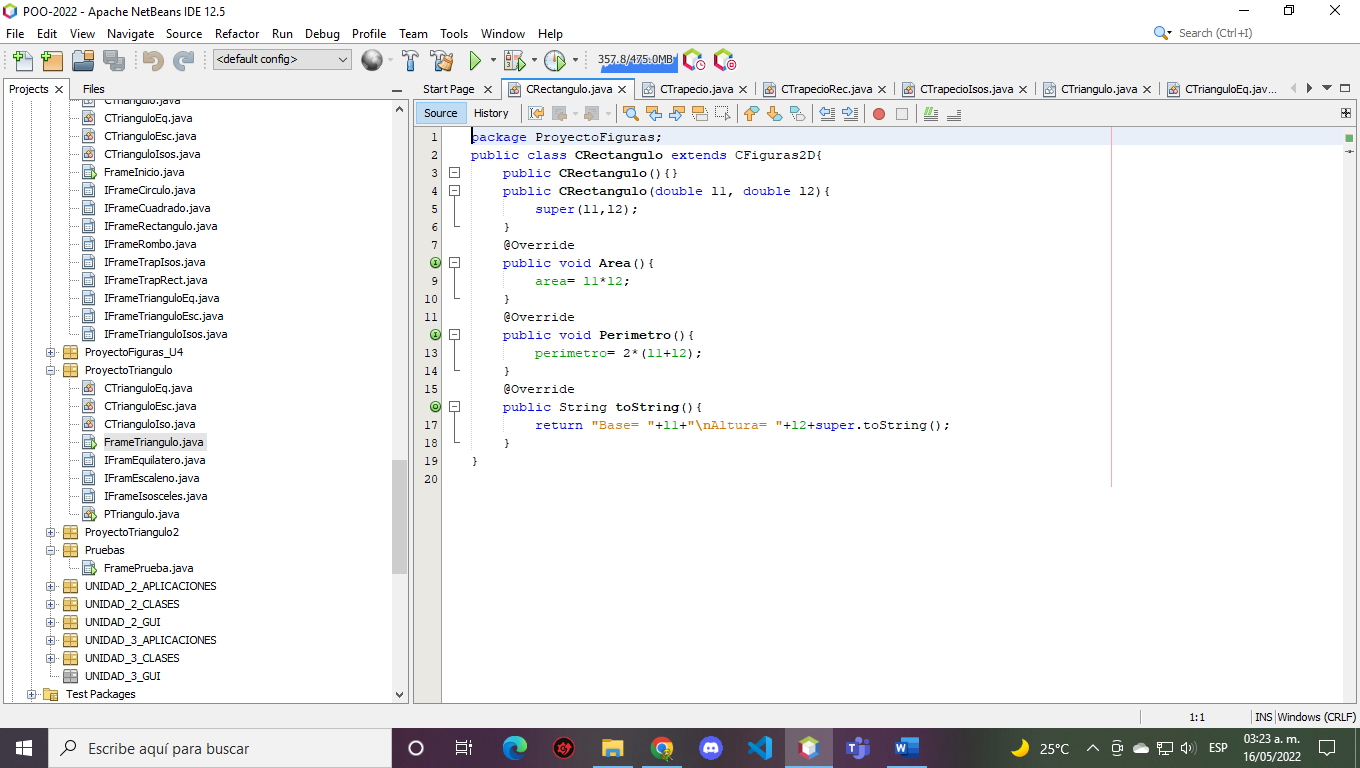 POO-2022 - Apache NetBeans IDE 12.5
File Edit View Navigate Source Refactor Run Debug Profile Team Tools Window Help
Search (Ctrl+I)
<default config>
357.8/475.0MB
Projects
Files
CTriangulo.java
CTrianguloEq.java
CTrianguloEsc.java
CTrianguloIsos.java
FrameInicio.java
IFrameCirculo.java
IFrameCuadrado.java
IFrameRectangulo.java
IFrameRombo.java
IFrameTrapIsos.java
IFrameTrapRect.java
IFrameTrianguloEq.java
IFrameTrianguloEsc.java
IFrameTrianguloIsos.java
ProyectoFiguras_U4
ProyectoTriangulo
CTrianguloEq.java
CTrianguloEsc.java
CTrianguloIso.java
FrameTriangulo.java
IFramEquilatero.java
IFramEscaleno.java
IFrameIsosceles.java
PTriangulo.java
ProyectoTriangulo2
Pruebas
FramePrueba.java
UNIDAD_2_APLICACIONES
UNIDAD_2_CLASES
UNIDAD_2_GUI
UNIDAD_3_APLICACIONES
UNIDAD_3_CLASES
UNIDAD_3_GUI
Test Packages
Start Page CRectangulo.java CTrapecio.java CTrapecioRec.java CTrapecioIsos.java CTriangulo.java CTrianguloEq.jav...
Source History
1 package ProyectoFiguras;
2 public class CRectangulo extends CFiguras2D{
3 public CRectangulo(){}
4 public CRectangulo(double l1, double l2){
5 super(l1,l2);
6 }
7 @Override
public void Area(){
9 area= l1*l2;
10 }
11 @Override
public void Perimetro(){
13 perimetro= 2*(l1+l2);
14 }
15 @Override
public String toString(){
17 return "Base= "+l1+"\nAltura= "+l2+super.toString();
18 }
19 }
20
1:1 INS Windows (CRLF)
Escribe aquí para buscar
25°C
ESP
03:23 a. m.
16/05/2022